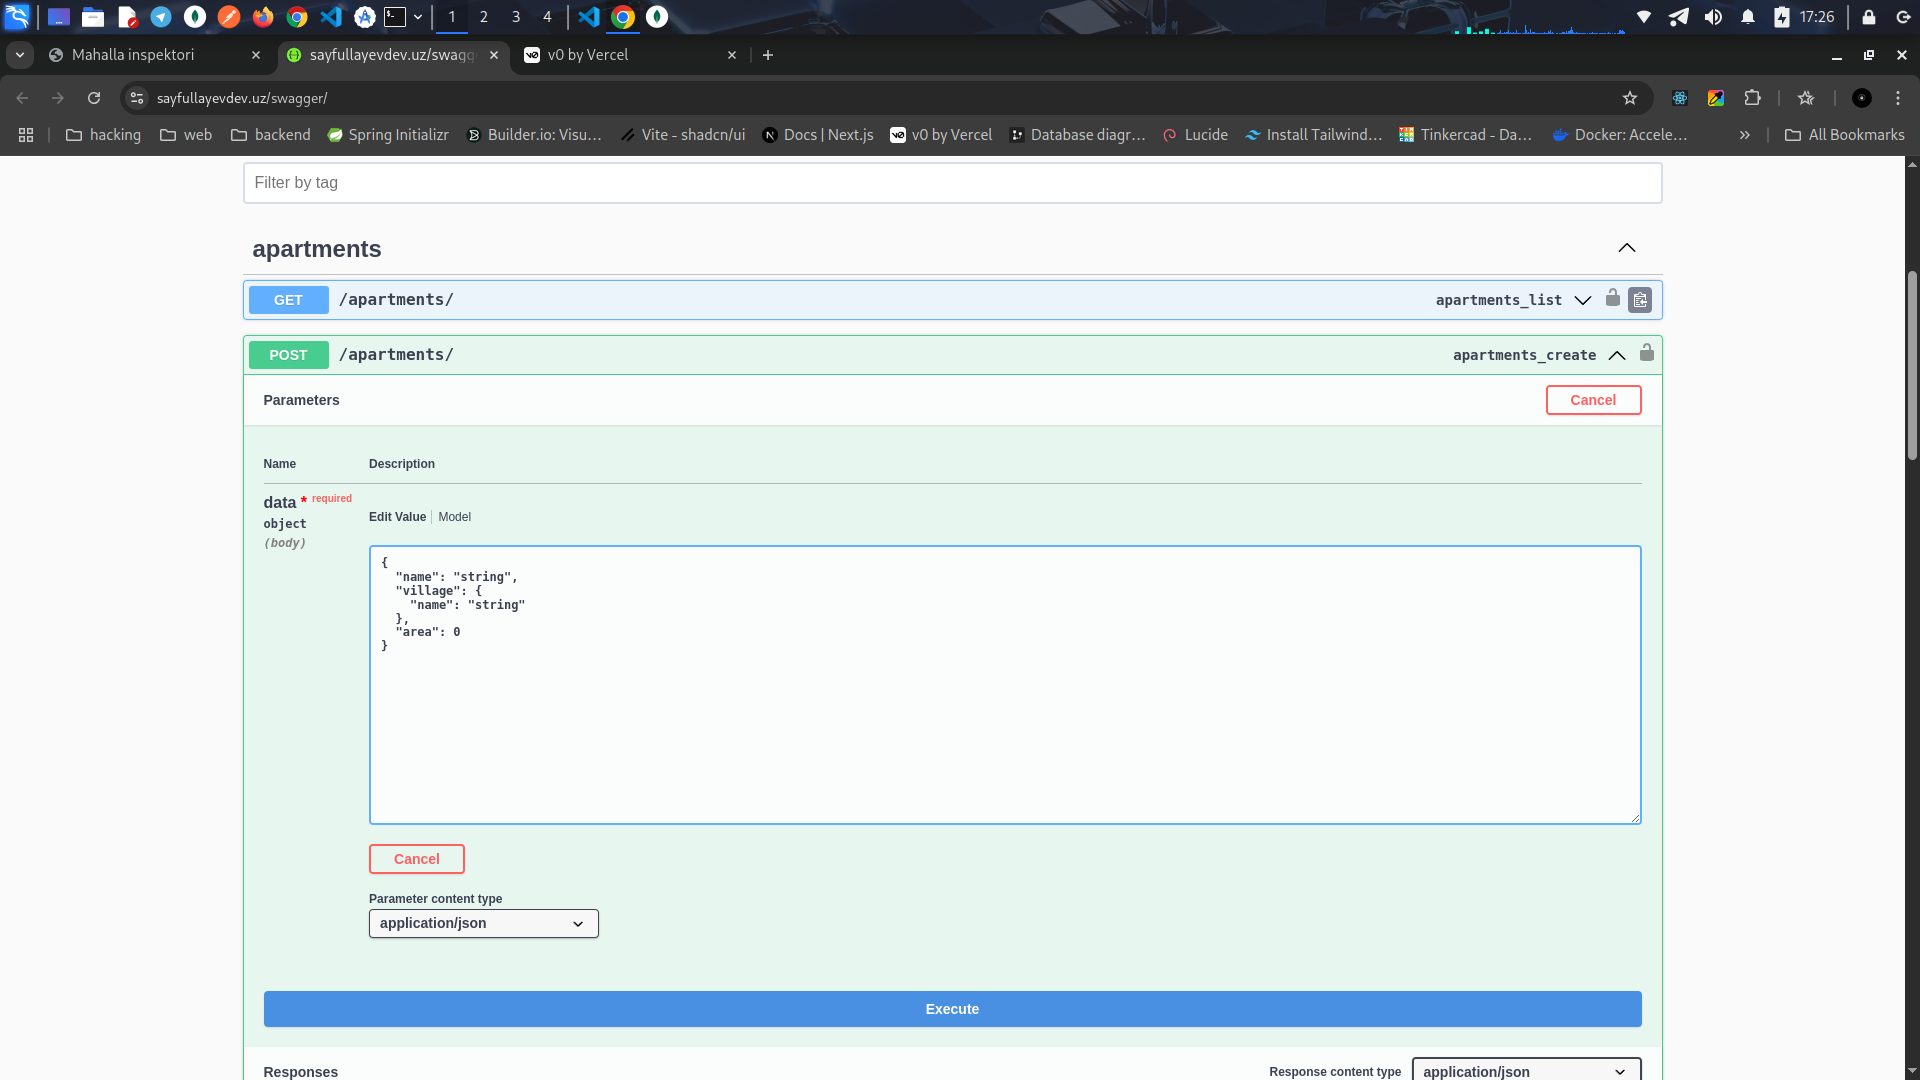 1 2 3 4
17:26
Mahalla inspektori
sayfullayevdev.uz/swagg
v0 by Vercel
sayfullayevdev.uz/swagger/
hacking
web
backend
Spring Initializr
Builder.io: Visu...
Vite - shadcn/ui
Docs | Next.js
v0 by Vercel
Database diagr...
Lucide
Install Tailwind...
Tinkercad - Da...
Docker: Accele...
»
All Bookmarks
Filter by tag
apartments
GET /apartments/ apartments_list
POST /apartments/ apartments_create
Parameters Cancel
Name Description
data * required
object
(body)
Edit Value Model
{
"name": "string",
"village": {
"name": "string"
},
"area": 0
}
Cancel
Parameter content type
application/json
Execute
Responses Response content type application/json